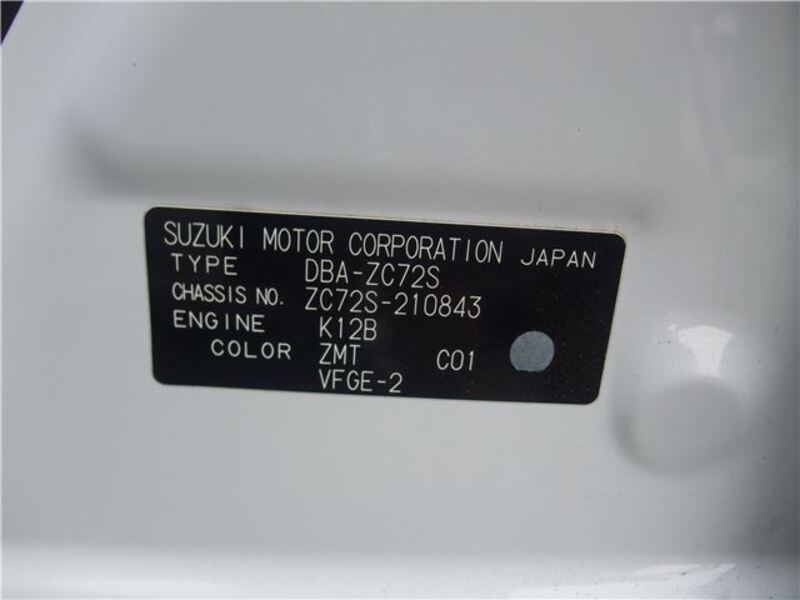 SUZUKI MOTOR CORPORATION JAPAN
TYPE DBA-ZC72S
CHASSIS NO. ZC72S-210843
ENGINE K12B
COLOR ZMT C01
VFGE-2